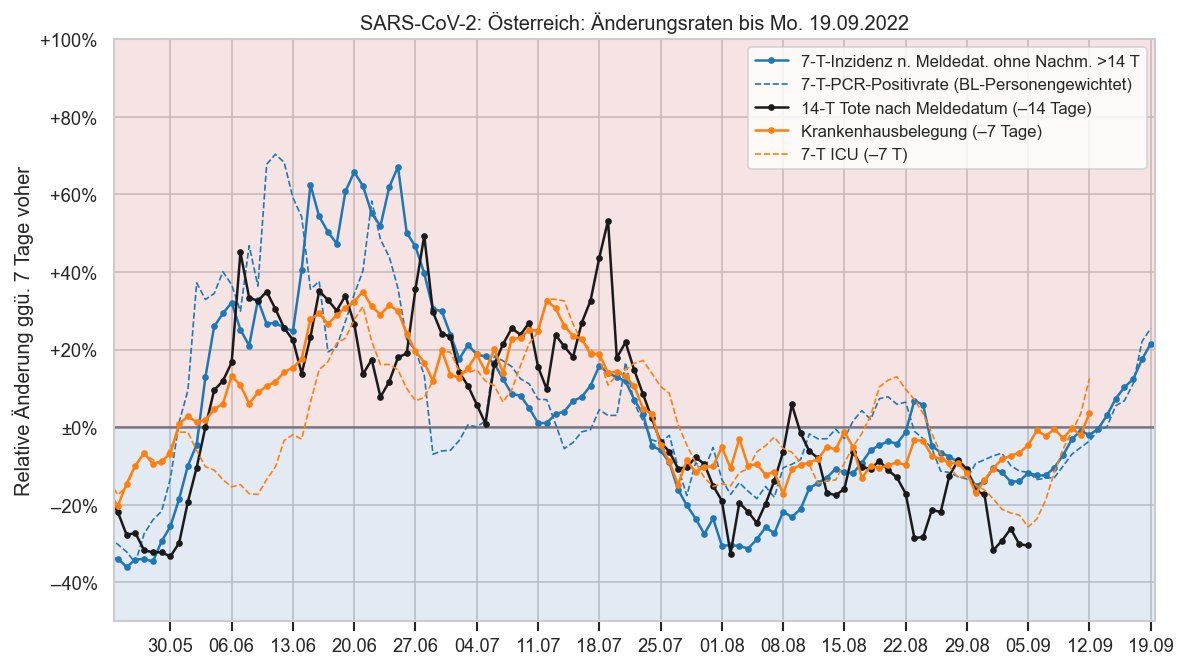 SARS-CoV-2: Österreich: Änderungsraten bis Mo. 19.09.2022
+100%
+80%
+60%
+40%
+20%
±0%
–20%
–40%
Relative Änderung ggü. 7 Tage voher
7-T-Inzidenz n. Meldedat. ohne Nachm. >14 T
7-T-PCR-Positivrate (BL-Personengewichtet)
14-T Tote nach Meldedatum (–14 Tage)
Krankenhausbelegung (–7 Tage)
7-T ICU (–7 T)
30.05 06.06 13.06 20.06 27.06 04.07 11.07 18.07 25.07 01.08 08.08 15.08 22.08 29.08 05.09 12.09 19.09